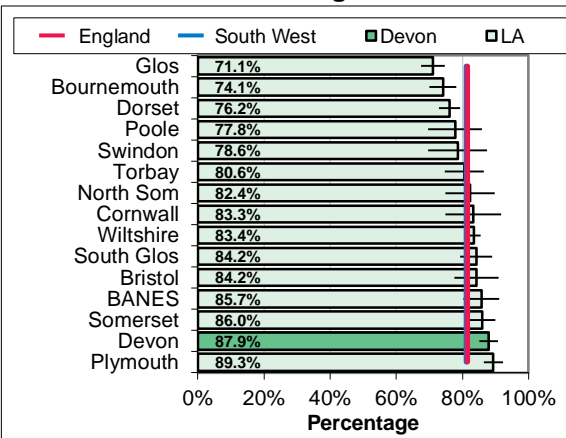 England South West Devon LA
Glos 71.1%
Bournemouth 74.1%
Dorset 76.2%
Poole 77.8%
Swindon 78.6%
Torbay 80.6%
North Som 82.4%
Cornwall 83.3%
Wiltshire 83.4%
South Glos 84.2%
Bristol 84.2%
BANES 85.7%
Somerset 86.0%
Devon 87.9%
Plymouth 89.3%
0% 20% 40% 60% 80% 100%
Percentage